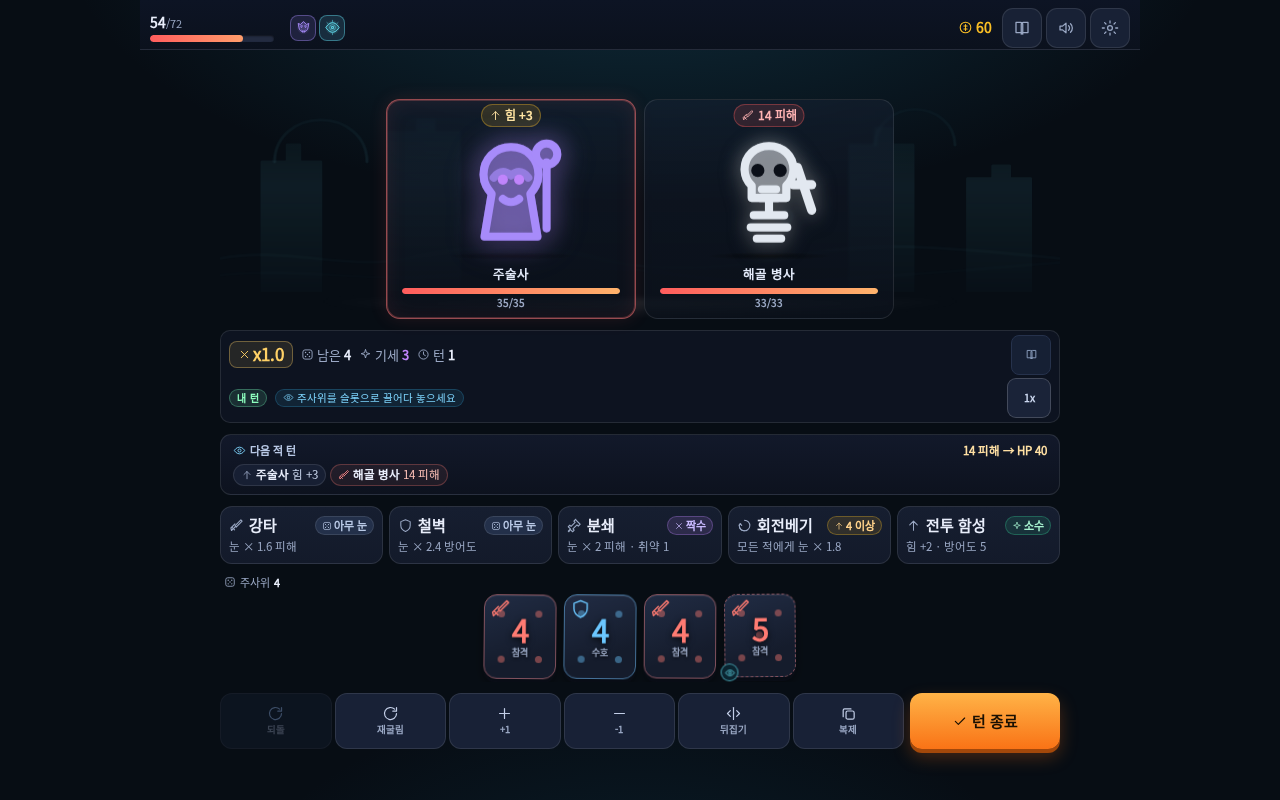 54/72
60
힘 +3
14 피해
주술사
해골 병사
35/35
33/33
x1.0 남은 4 기세 3 턴 1
내 턴 주사위를 슬롯으로 끌어다 놓으세요
1x
다음 적 턴
14 피해 → HP 40
주술사 힘 +3 해골 병사 14 피해
강타 아무 눈
눈 × 1.6 피해
철벽 아무 눈
눈 × 2.4 방어도
분쇄 짝수
눈 × 2 피해 · 취약 1
회전베기 4 이상
모든 적에게 눈 × 1.8
전투 함성 소수
힘 +2 · 방어도 5
주사위 4
4
참격
4
수호
4
참격
5
참격
되돌
재굴림
+1
-1
뒤집기
복제
턴 종료